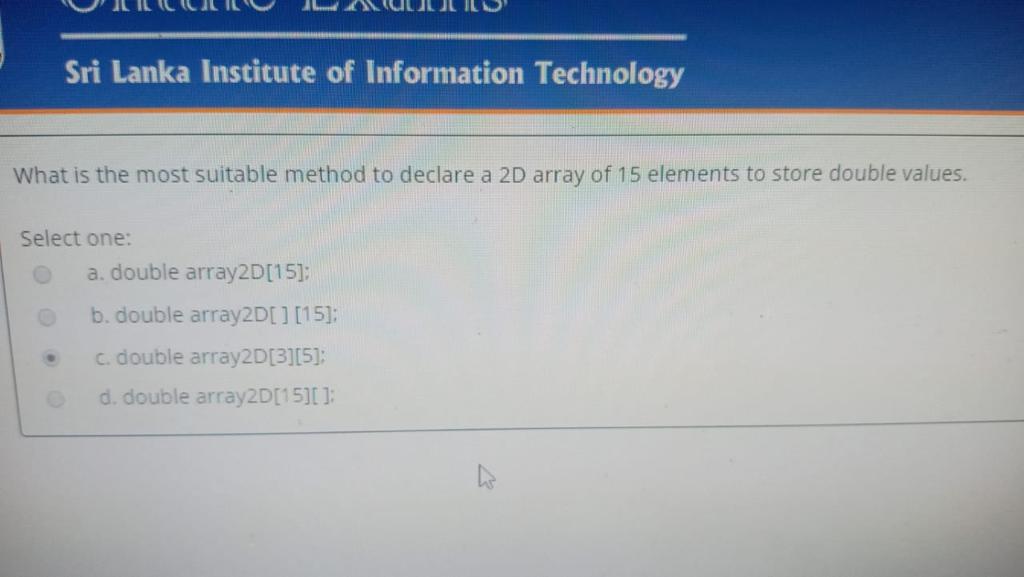 Online Exams
Sri Lanka Institute of Information Technology
What is the most suitable method to declare a 2D array of 15 elements to store double values.
Select one:
a. double array2D[15];
b. double array2D[ ] [15];
c. double array2D[3][5];
d. double array2D[15][ ];